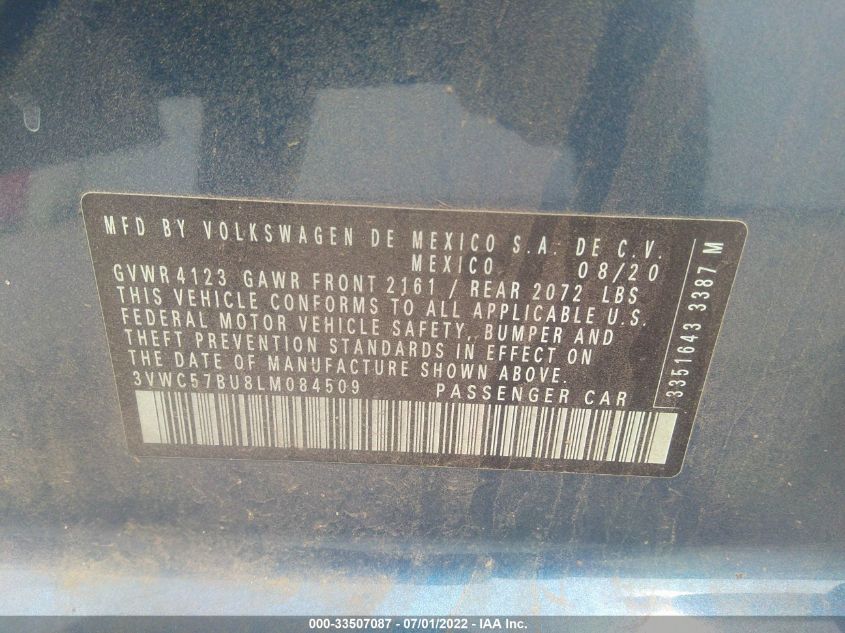 MFD BY VOLKSWAGEN DE MEXICO S.A. DE C.V.
MEXICO 08/20
GVWR 4123 GAWR FRONT 2161 / REAR 2072 LBS
THIS VEHICLE CONFORMS TO ALL APPLICABLE U.S.
FEDERAL MOTOR VEHICLE SAFETY, BUMPER AND
THEFT PREVENTION STANDARDS IN EFFECT ON
THE DATE OF MANUFACTURE SHOWN ABOVE.
3VWC57BU8LM084509 PASSENGER CAR
3351643 3387 M
000-33507087 - 07/01/2022 - IAA Inc.